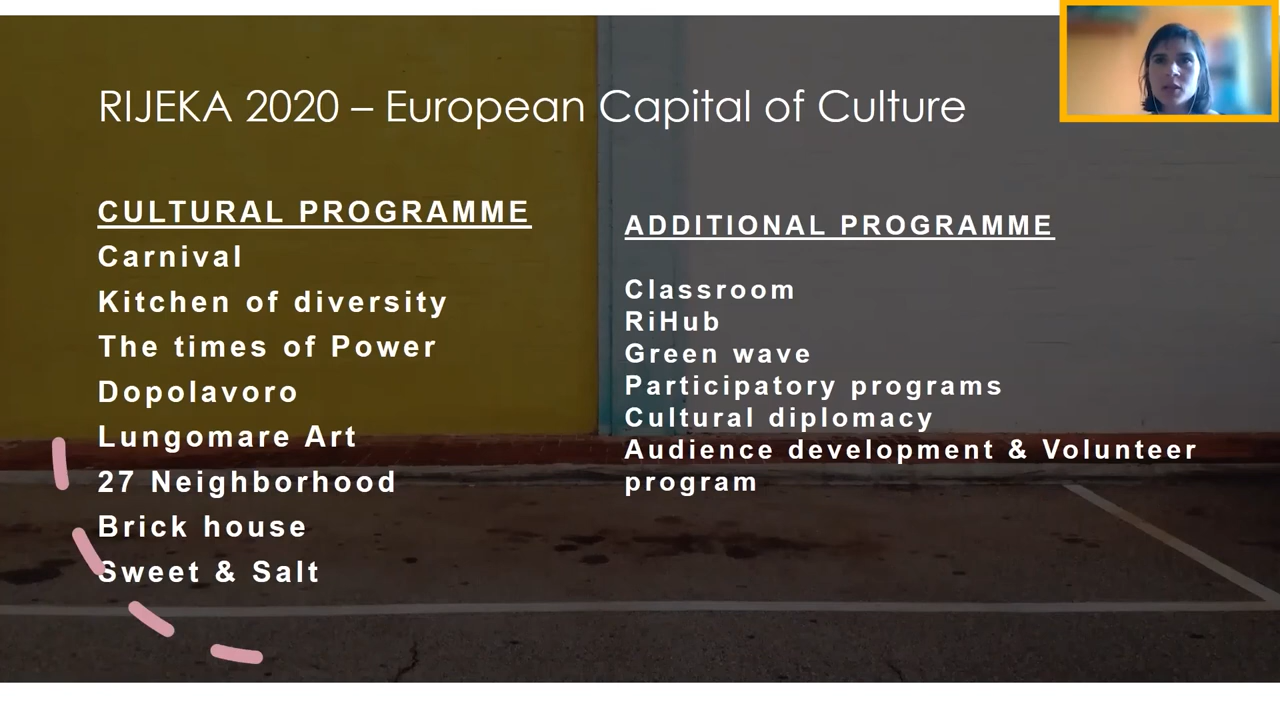 RIJEKA 2020 – European Capital of Culture
CULTURAL PROGRAMME
Carnival
Kitchen of diversity
The times of Power
Dopolavoro
Lungomare Art
27 Neighborhood
Brick house
Sweet & Salt
ADDITIONAL PROGRAMME
Classroom
RiHub
Green wave
Participatory programs
Cultural diplomacy
Audience development & Volunteer
program